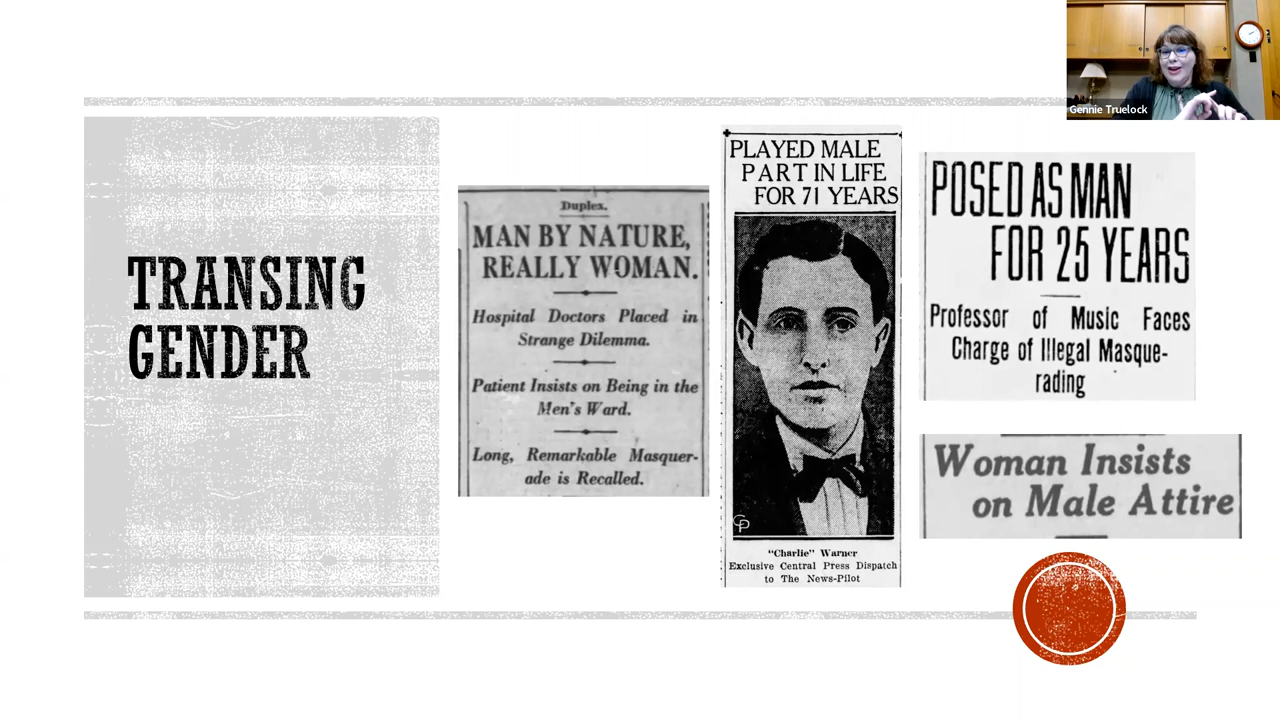 Gennie Truelock
TRANSING
GENDER
Duplex.
MAN BY NATURE,
REALLY WOMAN.
Hospital Doctors Placed in
Strange Dilemma.
Patient Insists on Being in the
Men's Ward.
Long, Remarkable Masquer-
ade is Recalled.
PLAYED MALE
PART IN LIFE
FOR 71 YEARS
CP
"Charlie" Warner
Exclusive Central Press Dispatch
to The News-Pilot
POSED AS MAN
FOR 25 YEARS
Professor of Music Faces
Charge of Illegal Masque-
rading
Woman Insists
on Male Attire